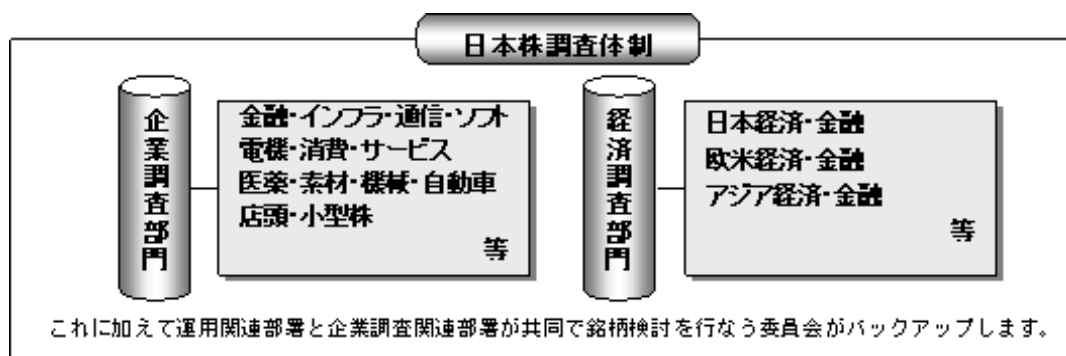 日本株調査体制
企業調査部門
金融・インフラ・通信・ソフト
電機・消費・サービス
医薬・素材・機械・自動車
店頭・小型株
等
経済調査部門
日本経済・金融
欧米経済・金融
アジア経済・金融
等
これに加えて運用関連部署と企業調査関連部署が共同で銘柄検討を行なう委員会がバックアップします。